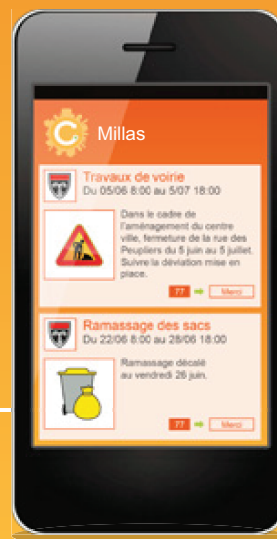 C
Millas
Travaux de voirie
Du 05/06 8:00 au 5/07 18:00
Dans le cadre de
l'aménagement du centre
ville, fermeture de la rue des
Peupliers du 5 juin au 5 juillet.
Suivre la déviation mise en
place.
77 Merci
Ramassage des sacs
Du 22/06 8:00 au 28/06 18:00
Ramassage décalé
au vendredi 26 juin.
77 Merci